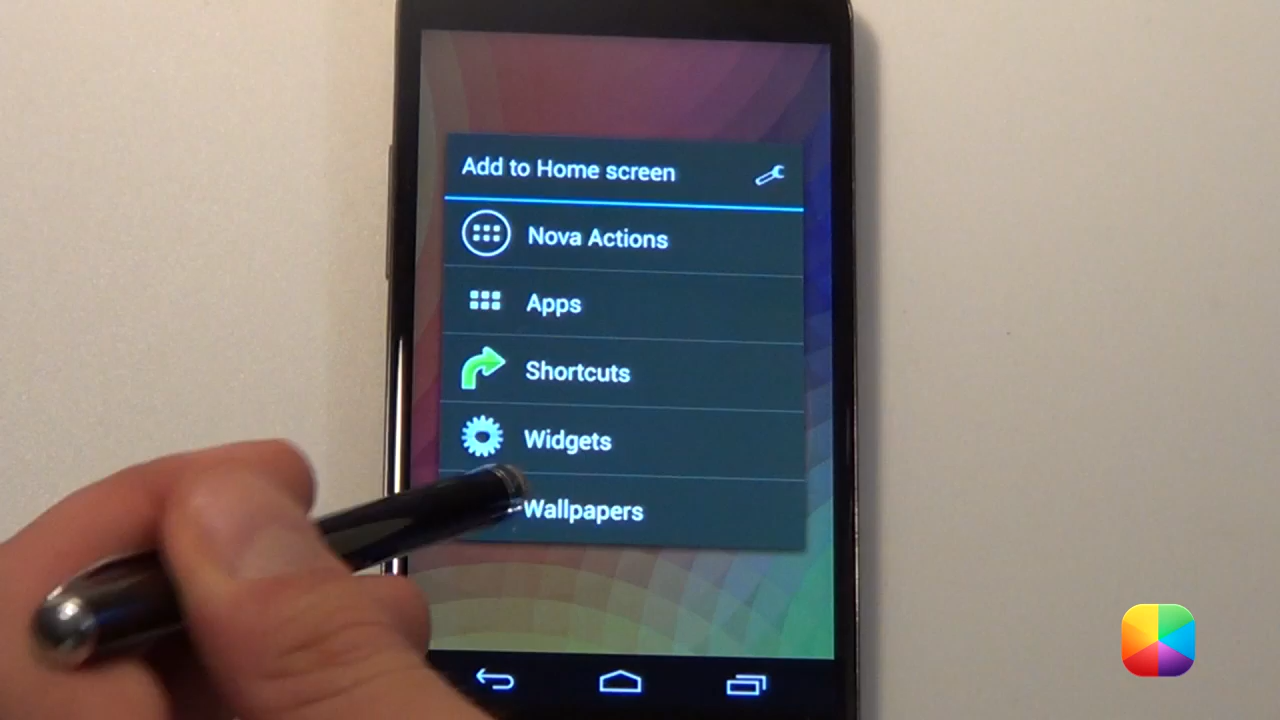 Add to Home screen
Nova Actions
Apps
Shortcuts
Widgets
Wallpapers